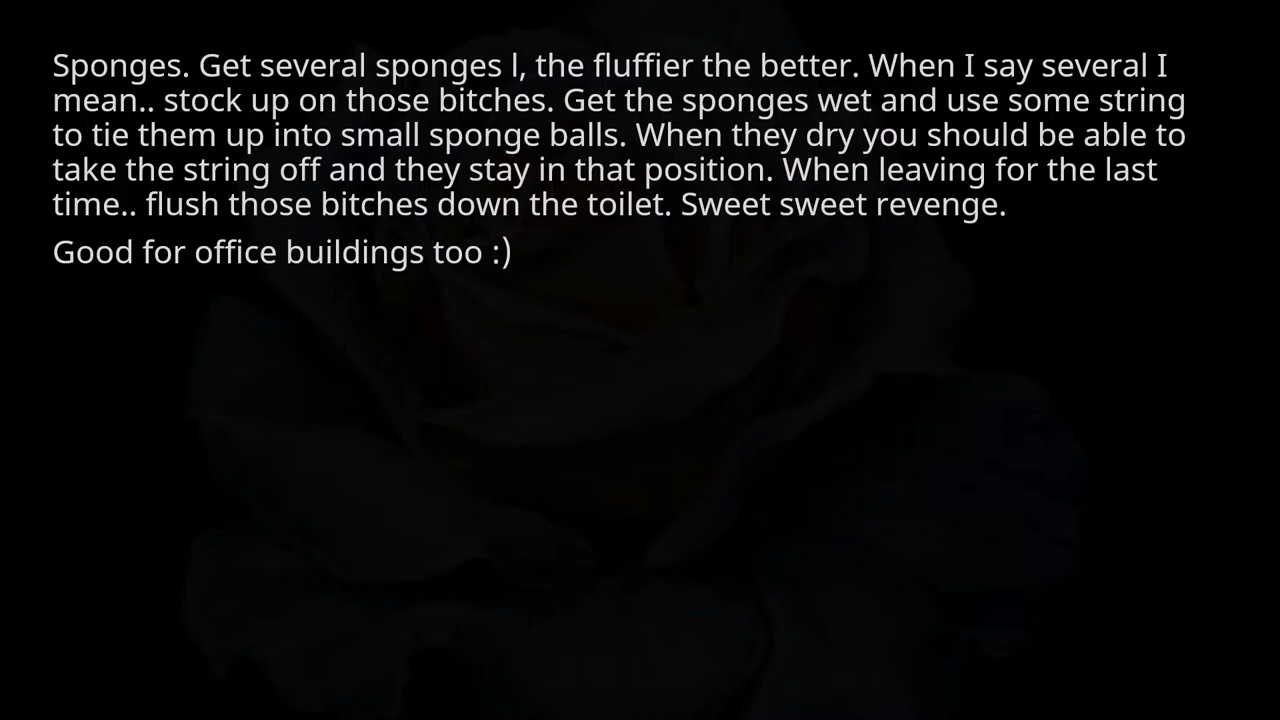 Sponges. Get several sponges l, the fluffier the better. When I say several I
mean.. stock up on those bitches. Get the sponges wet and use some string
to tie them up into small sponge balls. When they dry you should be able to
take the string off and they stay in that position. When leaving for the last
time.. flush those bitches down the toilet. Sweet sweet revenge.
Good for office buildings too :)